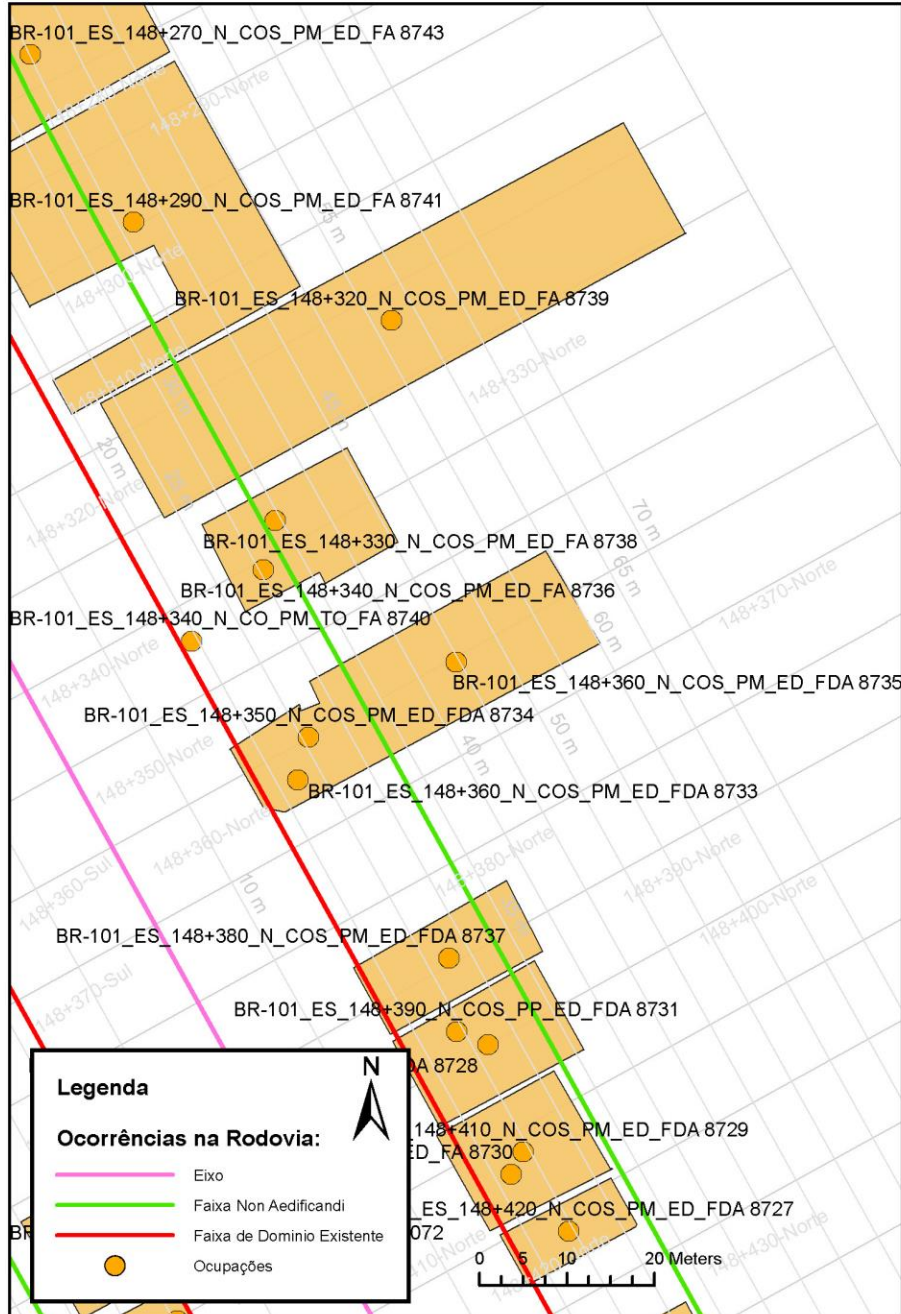 BR-101_ES_148+270_N_COS_PM_ED_FA 8743
148+290-Norte
BR-101_ES_148+290_N_COS_PM_ED_FA 8741
148+300-Norte
BR-101_ES_148+320_N_COS_PM_ED_FA 8739
148+310-Norte
148+330-Norte
20 m
148+320-Norte
70 m
BR-101_ES_148+330_N_COS_PM_ED_FA 8738
65 m
BR-101_ES_148+340_N_COS_PM_ED_FA 8736
148+370-Norte
BR-101_ES_148+340_N_CO_PM_TO_FA 8740
60 m
148+340-Norte
BR-101_ES_148+360_N_COS_PM_ED_FDA 8735
BR-101_ES_148+350_N_COS_PM_ED_FDA 8734
50 m
148+350-Norte
40 m
BR-101_ES_148+360_N_COS_PM_ED_FDA 8733
148+360-Norte
148+360-Sul
148+380-Norte
148+390-Norte
10 m
148+400-Norte
BR-101_ES_148+380_N_COS_PM_ED_FDA 8737
148+370-Sul
BR-101_ES_148+390_N_COS_PP_ED_FDA 8731
DA 8728
148+410_N_COS_PM_ED_FDA 8729
ED_FA 8730
ES_148+420_N_COS_PM_ED_FDA 8727
072
148+430-Norte
Legenda
N
Ocorrências na Rodovia:
Eixo
Faixa Non Aedificandi
Faixa de Dominio Existente
Ocupações
0 5 10 20 Meters